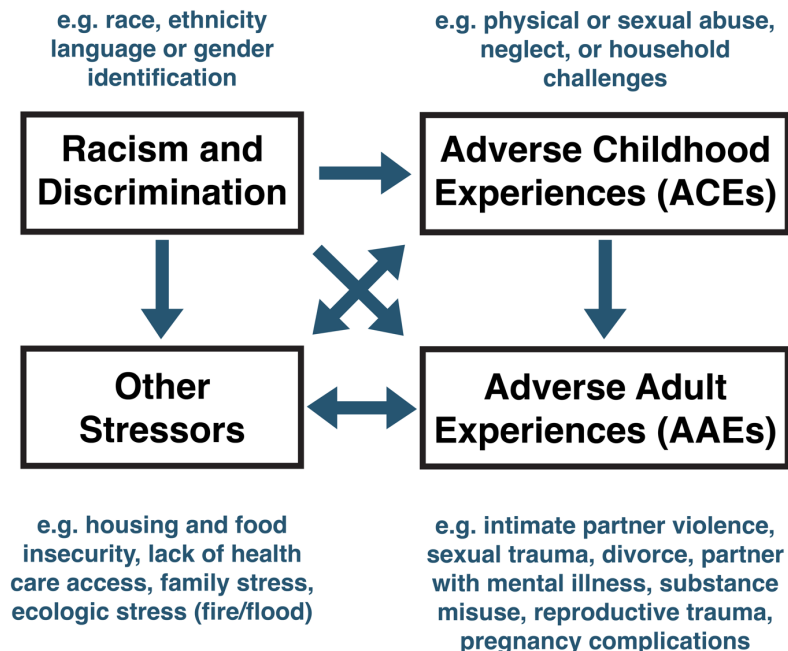 e.g. race, ethnicity
language or gender
identification
e.g. physical or sexual abuse,
neglect, or household
challenges
Racism and
Discrimination
Adverse Childhood
Experiences (ACEs)
Other
Stressors
Adverse Adult
Experiences (AAEs)
e.g. housing and food
insecurity, lack of health
care access, family stress,
ecologic stress (fire/flood)
e.g. intimate partner violence,
sexual trauma, divorce, partner
with mental illness, substance
misuse, reproductive trauma,
pregnancy complications